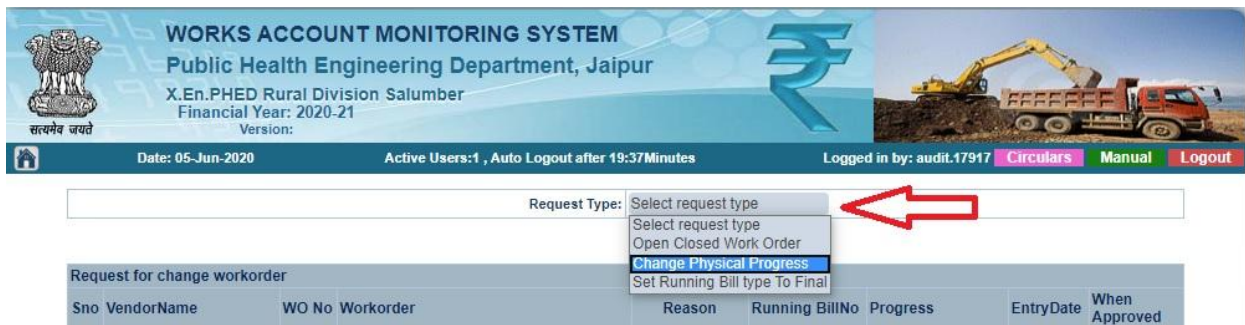 WORKS ACCOUNT MONITORING SYSTEM
Public Health Engineering Department, Jaipur
X.En.PHED Rural Division Salumber
Financial Year: 2020-21
Version:
सत्यमेव जयते
Date: 05-Jun-2020 Active Users:1 , Auto Logout after 19:37Minutes Logged in by: audit.17917 Circulars Manual Logout
Request Type: Select request type
Select request type
Open Closed Work Order
Change Physical Progress
Set Running Bill type To Final
Request for change workorder
Sno VendorName WO No Workorder Reason Running BillNo Progress EntryDate When Approved